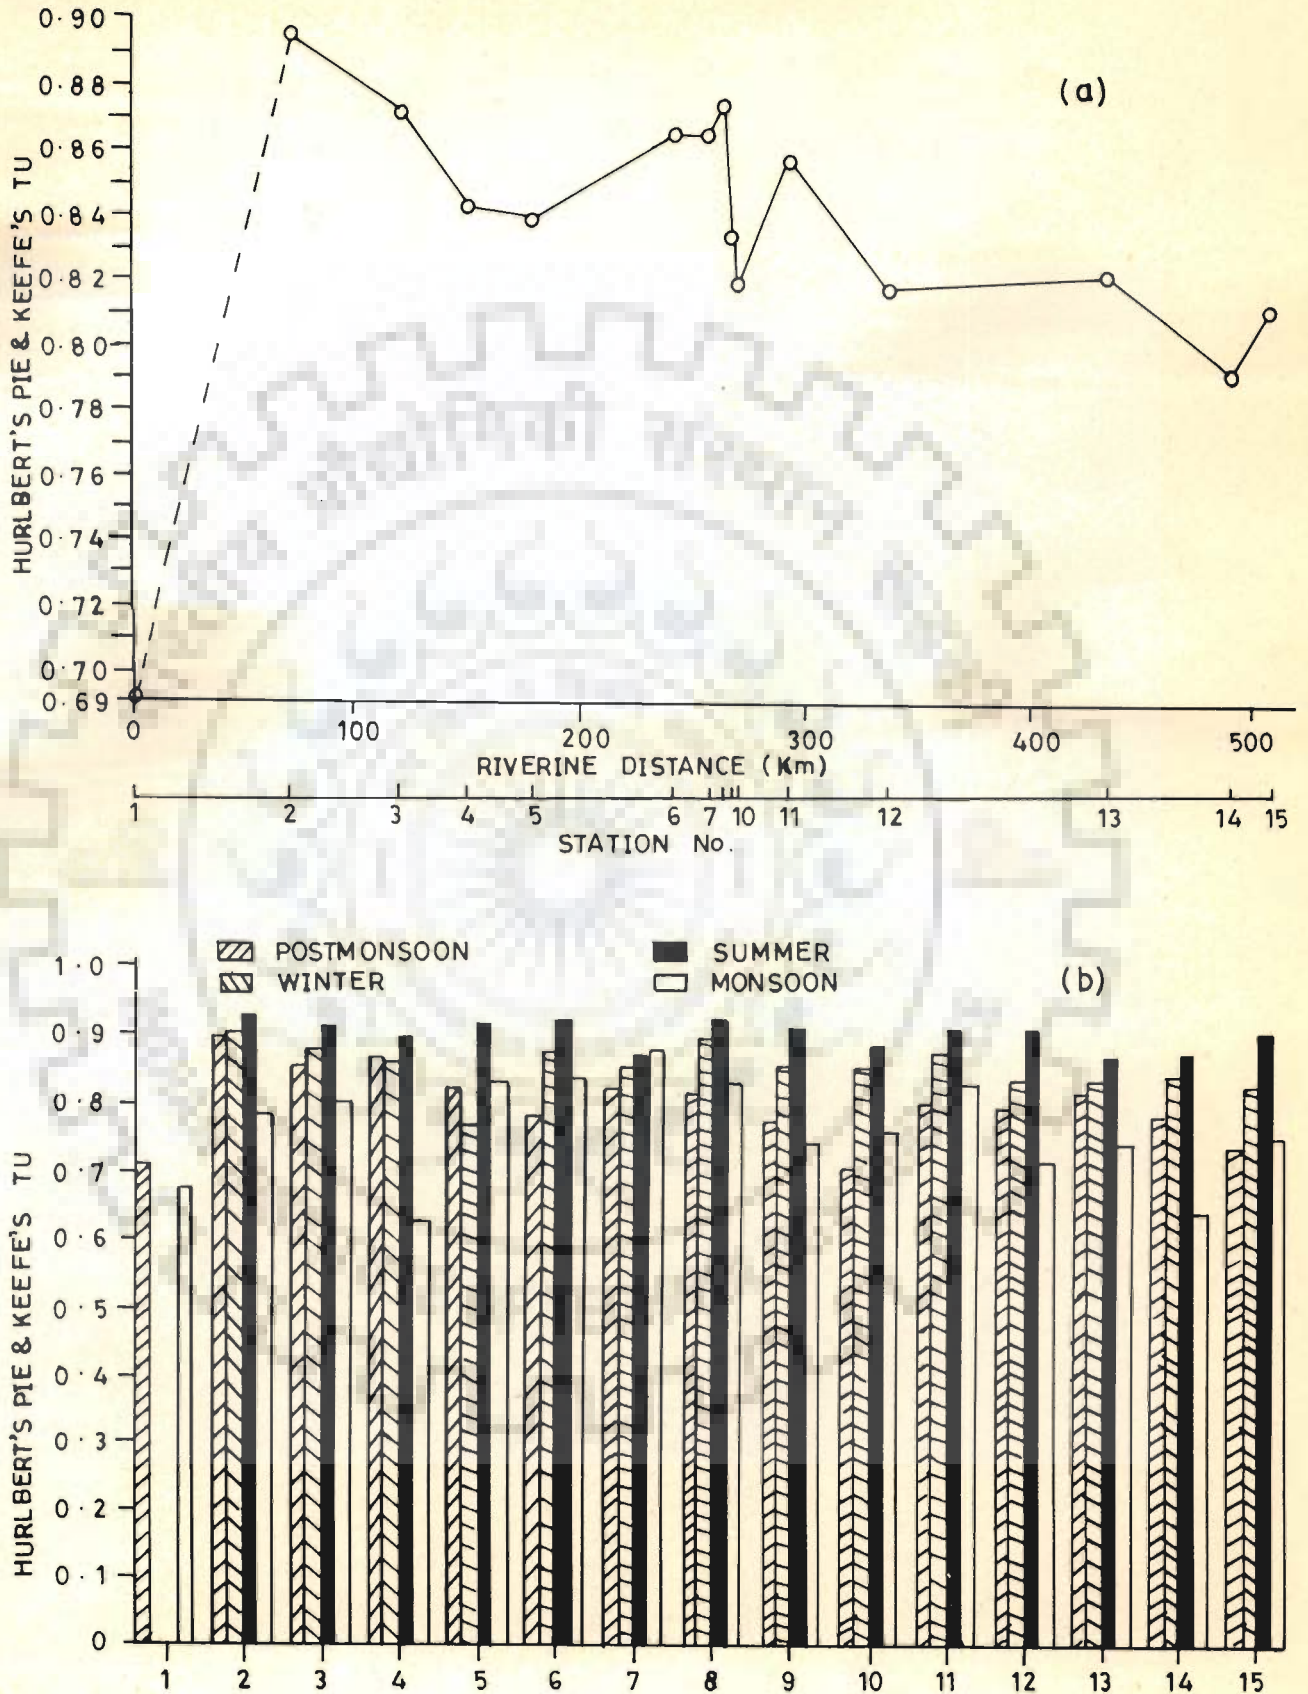 0.90
0.88
0.86
0.84
0.82
0.80
0.78
0.76
0.74
0.72
0.70
0.69
HURLBERT'S PIE & KEEFE'S TU
(a)
0 100 200 300 400 500
RIVERINE DISTANCE (Km)
1 2 3 4 5 6 7 10 11 12 13 14 15
STATION No.
POSTMONSOON
WINTER
SUMMER
MONSOON
(b)
1.0
0.9
0.8
0.7
0.6
0.5
0.4
0.3
0.2
0.1
0
HURLBERT'S PIE & KEEFE'S TU
1 2 3 4 5 6 7 8 9 10 11 12 13 14 15